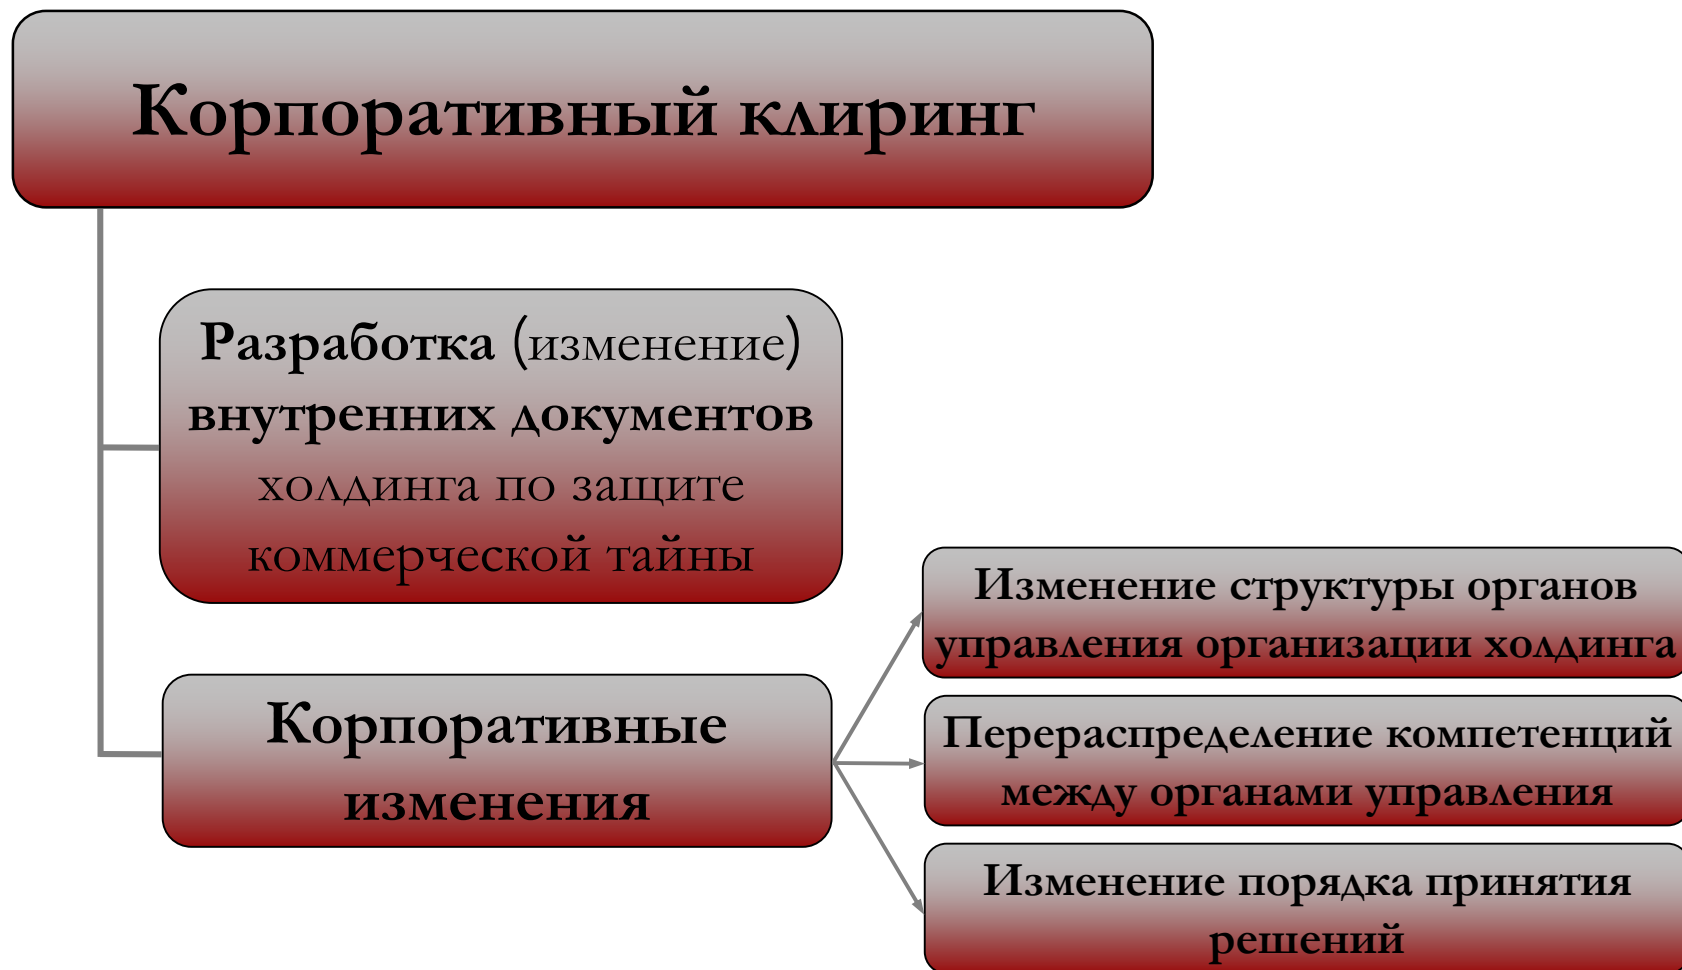 Корпоративный клиринг
Разработка (изменение)
внутренних документов
холдинга по защите
коммерческой тайны
Корпоративные
изменения
Изменение структуры органов
управления организации холдинга
Перераспределение компетенций
между органами управления
Изменение порядка принятия
решений